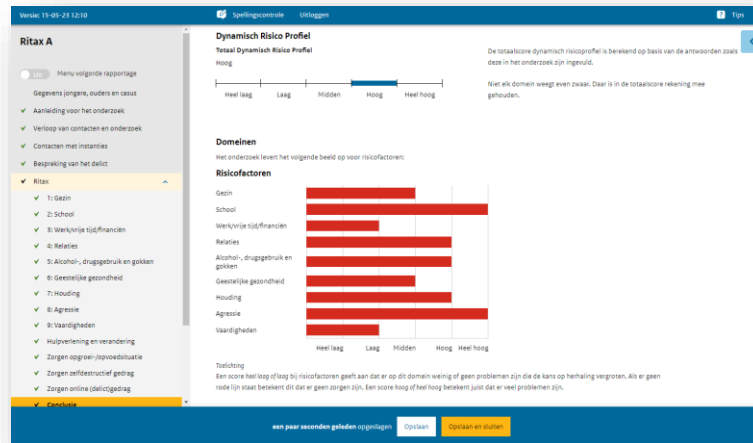 Versie: 15-05-23 12:10
Spellingscontrole
Uitloggen
? Tips
Ritax A
Uit Menu volgorde rapportage
Gegevens jongere, ouders en casus
Aanleiding voor het onderzoek
Verloop van contacten en onderzoek
Contacten met instanties
Bespreking van het delict
Ritax
1: Gezin
2: School
3: Werk/vrije tijd/financiën
4: Relaties
5: Alcohol-, drugsgebruik en gokken
6: Geestelijke gezondheid
7: Houding
8: Agressie
9: Vaardigheden
Hulpverlening en verandering
Zorgen opgroei-/opvoedsituatie
Zorgen zelfdestructief gedrag
Zorgen online (delict)gedrag
Conclusie
Dynamisch Risico Profiel
Totaal Dynamisch Risico Profiel
Hoog
Heel laag Laag Midden Hoog Heel hoog
De totaalscore dynamisch risicoprofiel is berekend op basis van de antwoorden zoals
deze in het onderzoek zijn ingevuld.
Niet elk domein weegt even zwaar. Daar is in de totaalscore rekening mee
gehouden.
Domeinen
Het onderzoek levert het volgende beeld op voor risicofactoren:
Risicofactoren
Gezin
School
Werk/vrije tijd/financiën
Relaties
Alcohol-, drugsgebruik en
gokken
Geestelijke gezondheid
Houding
Agressie
Vaardigheden
Heel laag Laag Midden Hoog Heel hoog
Toelichting
Een score heel laag of laag bij risicofactoren geeft aan dat er op dit domein weinig of geen problemen zijn die de kans op herhaling vergroten. Als er geen
rode lijn staat betekent dit dat er geen zorgen zijn. Een score hoog of heel hoog betekent juist dat er veel problemen zijn.
een paar seconden geleden opgeslagen
Opslaan
Opslaan en sluiten